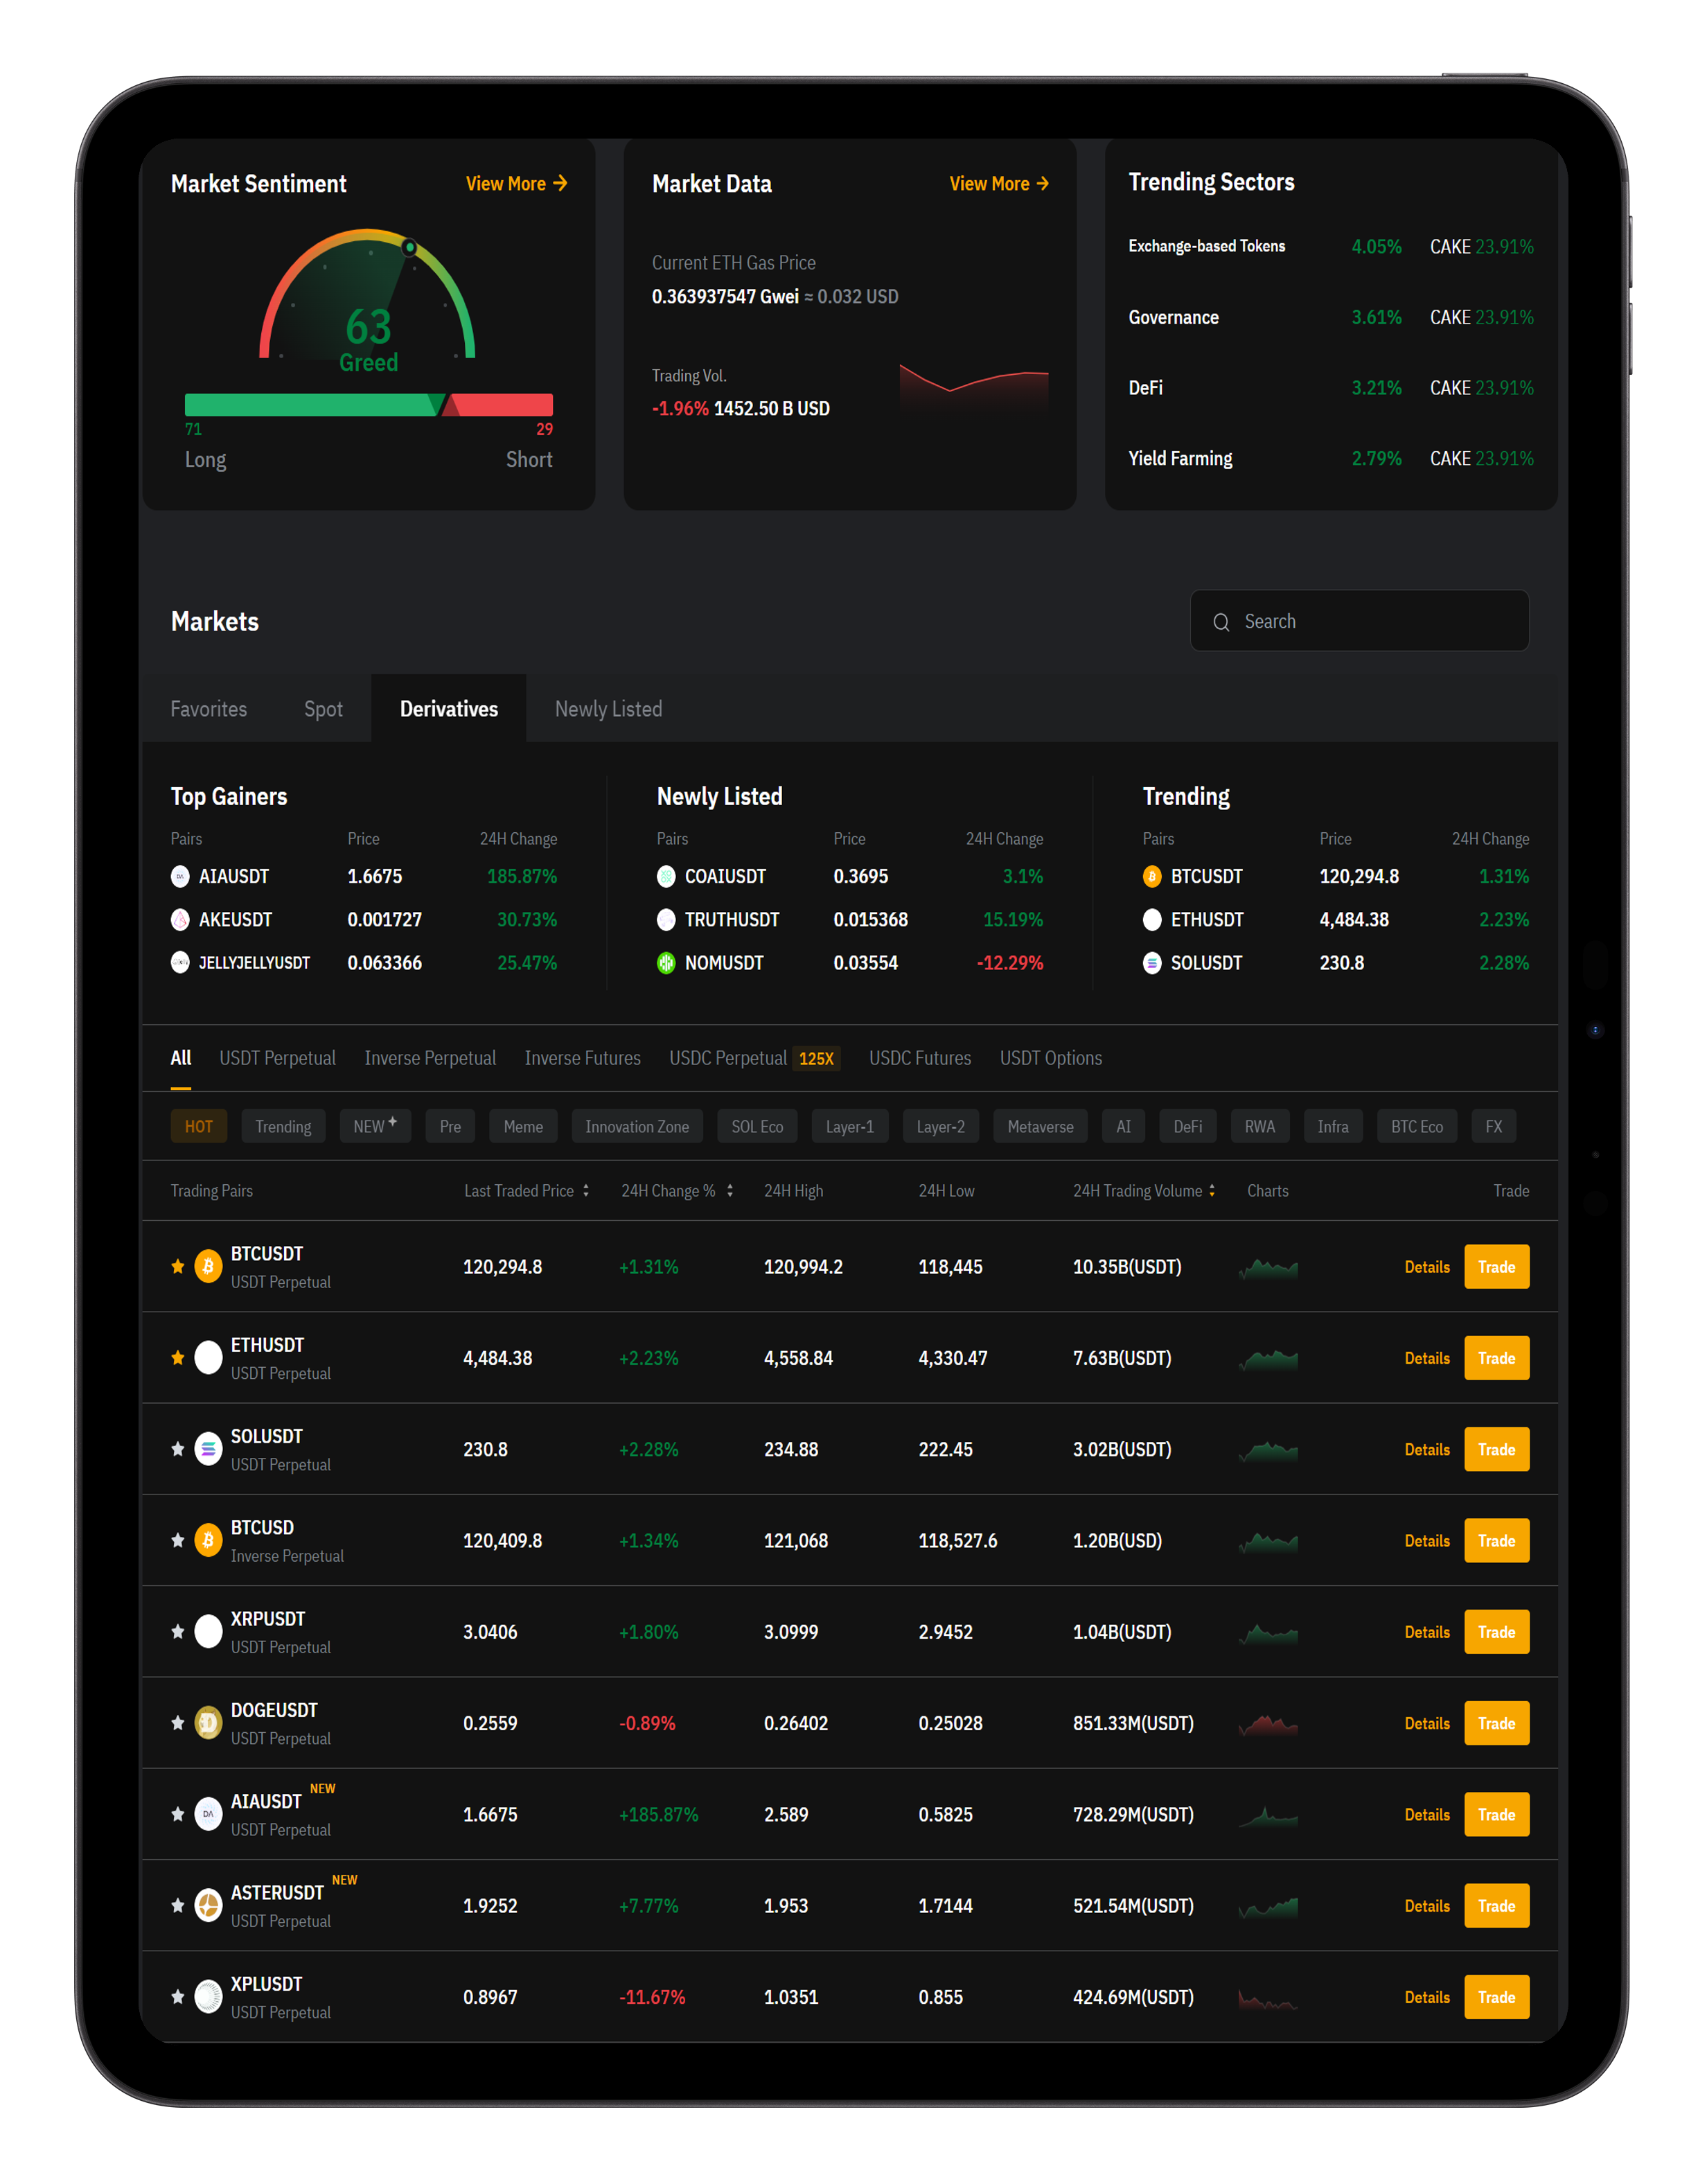 Market Sentiment View More →
63
Greed
71 29
Long Short
Market Data View More →
Current ETH Gas Price
0.363937547 Gwei ≈ 0.032 USD
Trading Vol.
-1.96% 1452.50 B USD
Trending Sectors
Exchange-based Tokens 4.05% CAKE 23.91%
Governance 3.61% CAKE 23.91%
DeFi 3.21% CAKE 23.91%
Yield Farming 2.79% CAKE 23.91%
Markets Search
Favorites Spot Derivatives Newly Listed
Top Gainers
Pairs Price 24H Change
AIAUSDT 1.6675 185.87%
AKEUSDT 0.001727 30.73%
JELLYJELLYUSDT 0.063366 25.47%
Newly Listed
Pairs Price 24H Change
COAIUSDT 0.3695 3.1%
TRUTHUSDT 0.015368 15.19%
NOMUSDT 0.03554 -12.29%
Trending
Pairs Price 24H Change
BTCUSDT 120,294.8 1.31%
ETHUSDT 4,484.38 2.23%
SOLUSDT 230.8 2.28%
All USDT Perpetual Inverse Perpetual Inverse Futures USDC Perpetual 125X USDC Futures USDT Options
HOT Trending NEW Pre Meme Innovation Zone SOL Eco Layer-1 Layer-2 Metaverse AI DeFi RWA Infra BTC Eco FX
Trading Pairs Last Traded Price 24H Change % 24H High 24H Low 24H Trading Volume Charts Trade
BTCUSDT
USDT Perpetual
120,294.8 +1.31% 120,994.2 118,445 10.35B(USDT) Details Trade
ETHUSDT
USDT Perpetual
4,484.38 +2.23% 4,558.84 4,330.47 7.63B(USDT) Details Trade
SOLUSDT
USDT Perpetual
230.8 +2.28% 234.88 222.45 3.02B(USDT) Details Trade
BTCUSD
Inverse Perpetual
120,409.8 +1.34% 121,068 118,527.6 1.20B(USD) Details Trade
XRPUSDT
USDT Perpetual
3.0406 +1.80% 3.0999 2.9452 1.04B(USDT) Details Trade
DOGEUSDT
USDT Perpetual
0.2559 -0.89% 0.26402 0.25028 851.33M(USDT) Details Trade
AIAUSDT NEW
USDT Perpetual
1.6675 +185.87% 2.589 0.5825 728.29M(USDT) Details Trade
ASTERUSDT NEW
USDT Perpetual
1.9252 +7.77% 1.953 1.7144 521.54M(USDT) Details Trade
XPLUSDT
USDT Perpetual
0.8967 -11.67% 1.0351 0.855 424.69M(USDT) Details Trade